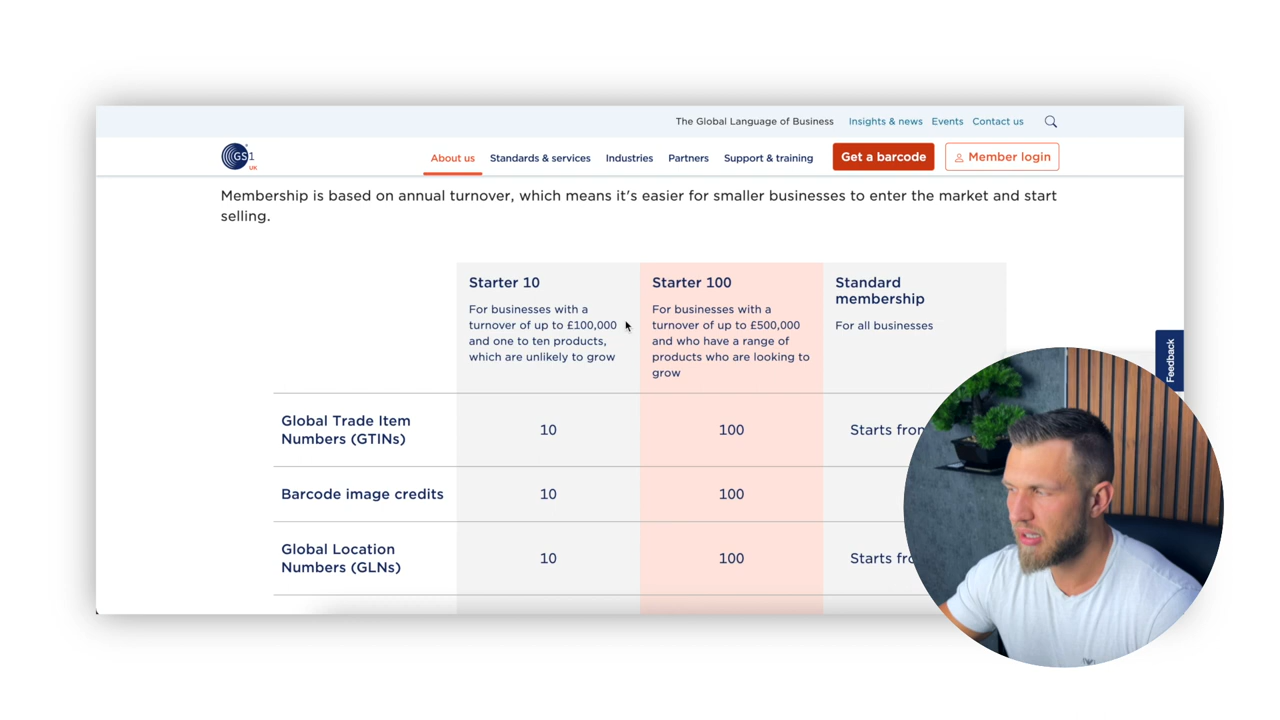 The Global Language of Business Insights & news Events Contact us
GS1 UK
About us Standards & services Industries Partners Support & training Get a barcode Member login
Membership is based on annual turnover, which means it's easier for smaller businesses to enter the market and start
selling.
Starter 10
For businesses with a
turnover of up to £100,000
and one to ten products,
which are unlikely to grow
Starter 100
For businesses with a
turnover of up to £500,000
and who have a range of
products who are looking to
grow
Standard
membership
For all businesses
Feedback
Global Trade Item
Numbers (GTINs)
10 100 Starts from
Barcode image credits 10 100
Global Location
Numbers (GLNs)
10 100 Starts